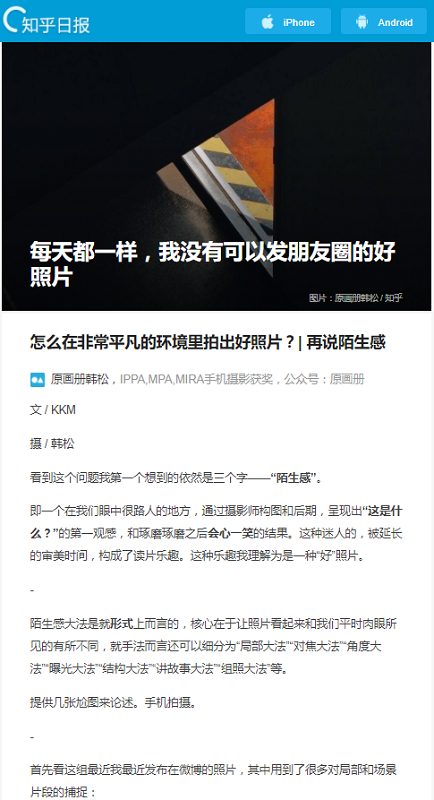 知乎日报
iPhone
Android
每天都一样，我没有可以发朋友圈的好
照片
图片：原画册韩松 / 知乎
怎么在非常平凡的环境里拍出好照片？| 再说陌生感
原画册韩松，IPPA,MPA,MIRA手机摄影获奖，公众号：原画册
文 / KKM
摄 / 韩松
看到这个问题我第一个想到的依然是三个字——“陌生感”。
即一个在我们眼中很路人的地方，通过摄影师构图和后期，呈现出“这是什
么？”的第一观感，和琢磨琢磨之后会心一笑的结果。这种迷人的，被延长
的审美时间，构成了读片乐趣。这种乐趣我理解为是一种“好”照片。
-
陌生感大法是就形式上而言的，核心在于让照片看起来和我们平时肉眼所
见的有所不同，就手法而言还可以细分为“局部大法”“对焦大法”“角度大
法”“曝光大法”“结构大法”“讲故事大法”“组照大法”等。
提供几张尬图来论述。手机拍摄。
-
首先看这组最近我最近发布在微博的照片，其中用到了很多对局部和场景
片段的捕捉：